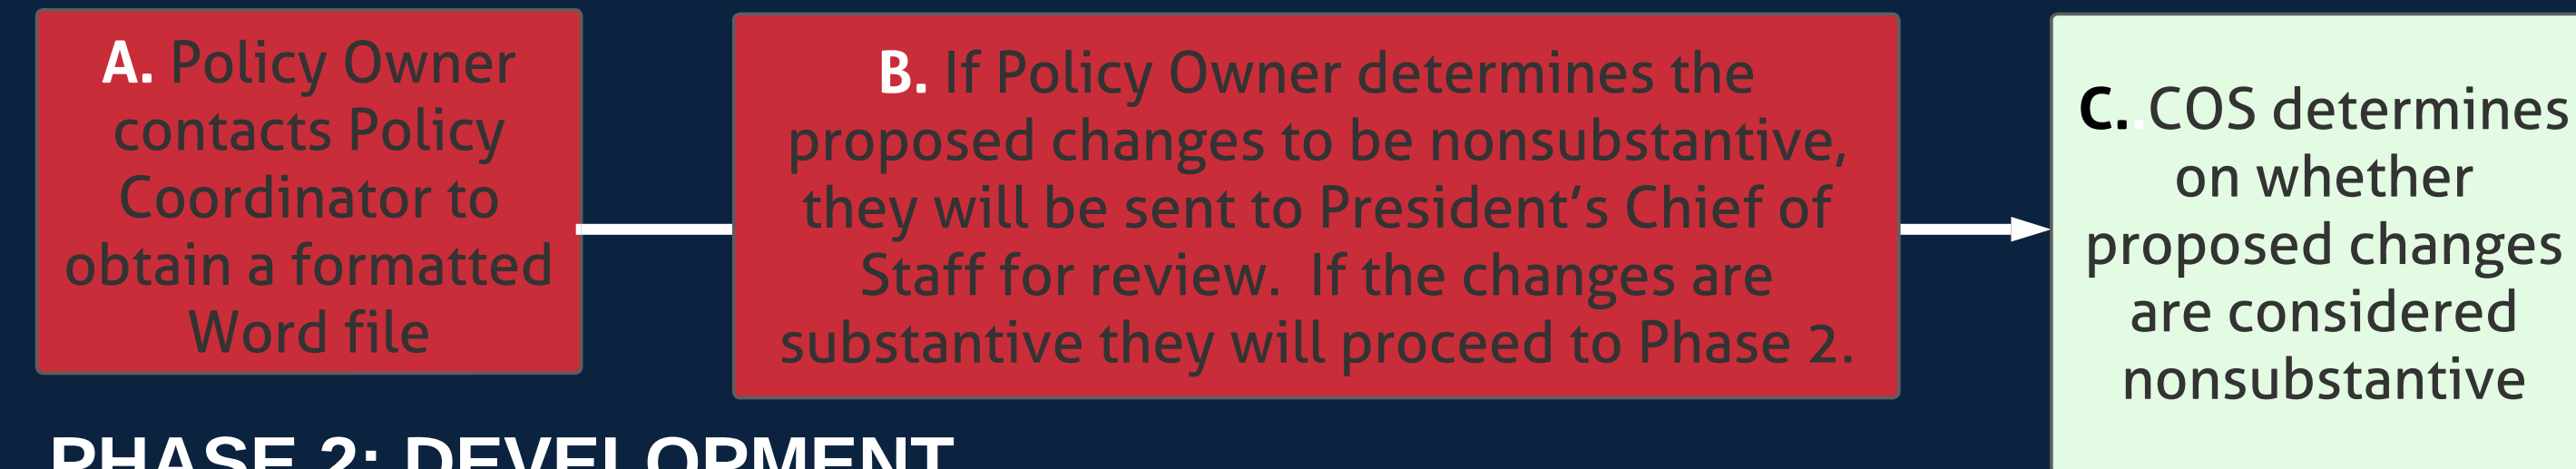 A. Policy Owner
contacts Policy
Coordinator to
obtain a formatted
Word file
B. If Policy Owner determines the
proposed changes to be nonsubstantive,
they will be sent to President’s Chief of
Staff for review.  If the changes are
substantive they will proceed to Phase 2.
C..COS determines
on whether
proposed changes
are considered
nonsubstantive
PHASE 2: DEVELOPMENT